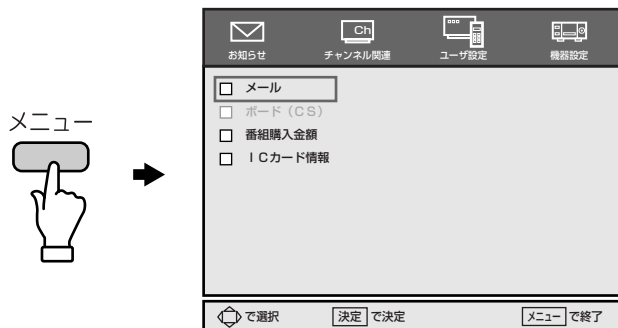 メニュー
Ch
お知らせ チャンネル関連 ユーザ設定 機器設定
メール
ボード（CS）
番組購入金額
ICカード情報
で選択 決定 で決定 メニュー で終了